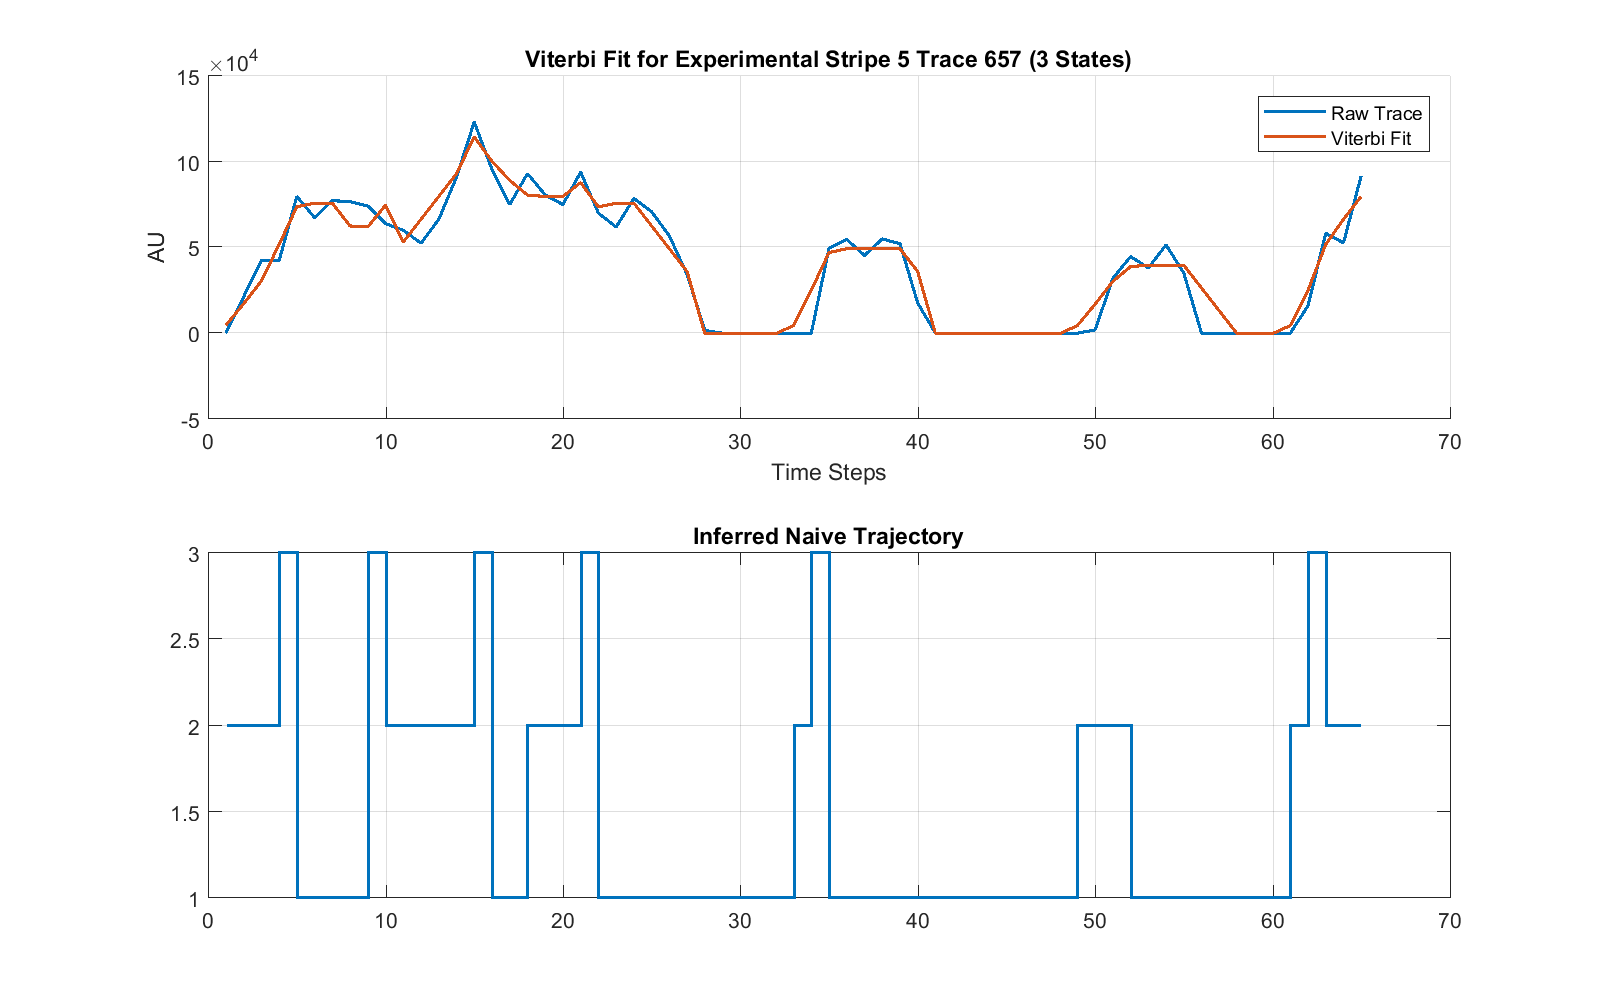 Viterbi Fit for Experimental Stripe 5 Trace 657 (3 States)
×10⁴
15
10
5
0
-5
AU
Raw Trace
Viterbi Fit
0 10 20 30 40 50 60 70
Time Steps
Inferred Naive Trajectory
3
2.5
2
1.5
1
0 10 20 30 40 50 60 70